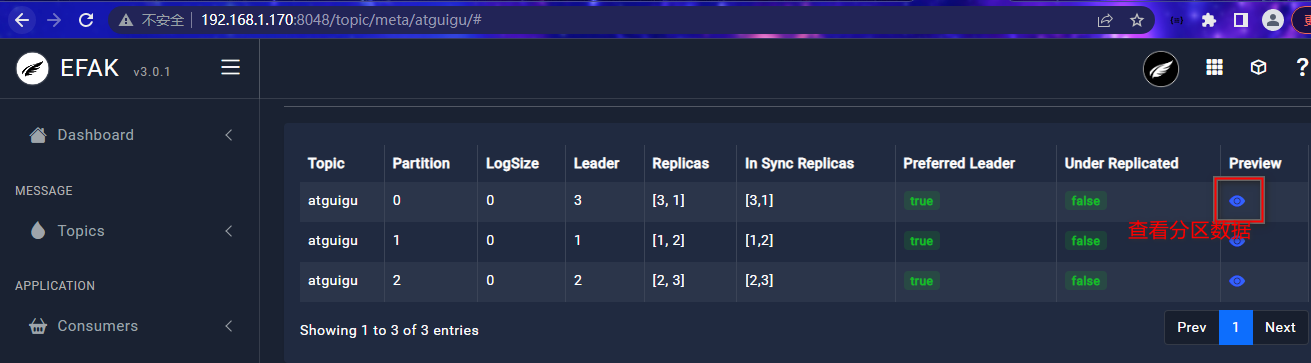 不安全 192.168.1.170:8048/topic/meta/atguigu/#
EFAK v3.0.1
?
Dashboard
MESSAGE
Topics
APPLICATION
Consumers
Topic Partition LogSize Leader Replicas In Sync Replicas Preferred Leader Under Replicated Preview
atguigu 0 0 3 [3, 1] [3,1] true false
查看分区数据
atguigu 1 0 1 [1, 2] [1,2] true false
atguigu 2 0 2 [2, 3] [2,3] true false
Showing 1 to 3 of 3 entries
Prev 1 Next